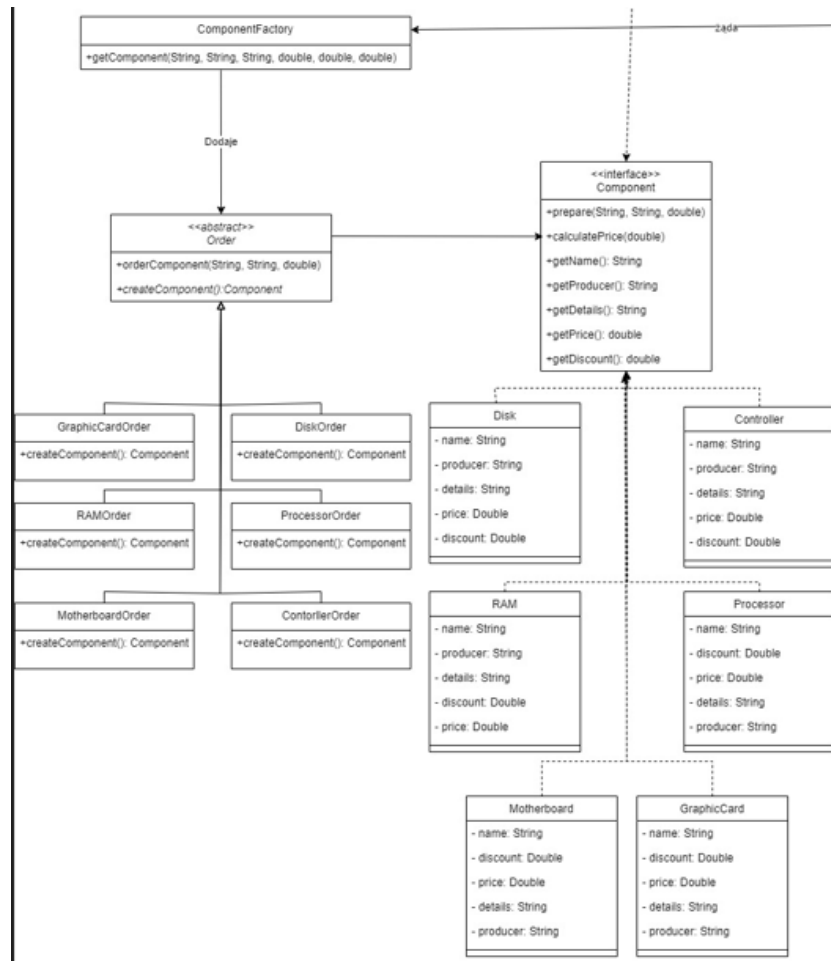 ComponentFactory
+getComponent(String, String, String, double, double, double)
Żąda
Dodaje
<<abstract>>
Order
+orderComponent(String, String, double)
+createComponent():Component
<<interface>>
Component
+prepare(String, String, double)
+calculatePrice(double)
+getName(): String
+getProducer(): String
+getDetails(): String
+getPrice(): double
+getDiscount(): double
GraphicCardOrder
+createComponent(): Component
DiskOrder
+createComponent(): Component
RAMOrder
+createComponent(): Component
ProcessorOrder
+createComponent(): Component
MotherboardOrder
+createComponent(): Component
ContorllerOrder
+createComponent(): Component
Disk
- name: String
- producer: String
- details: String
- price: Double
- discount: Double
Controller
- name: String
- producer: String
- details: String
- price: Double
- discount: Double
RAM
- name: String
- producer: String
- details: String
- discount: Double
- price: Double
Processor
- name: String
- discount: Double
- price: Double
- details: String
- producer: String
Motherboard
- name: String
- discount: Double
- price: Double
- details: String
- producer: String
GraphicCard
- name: String
- discount: Double
- price: Double
- details: String
- producer: String